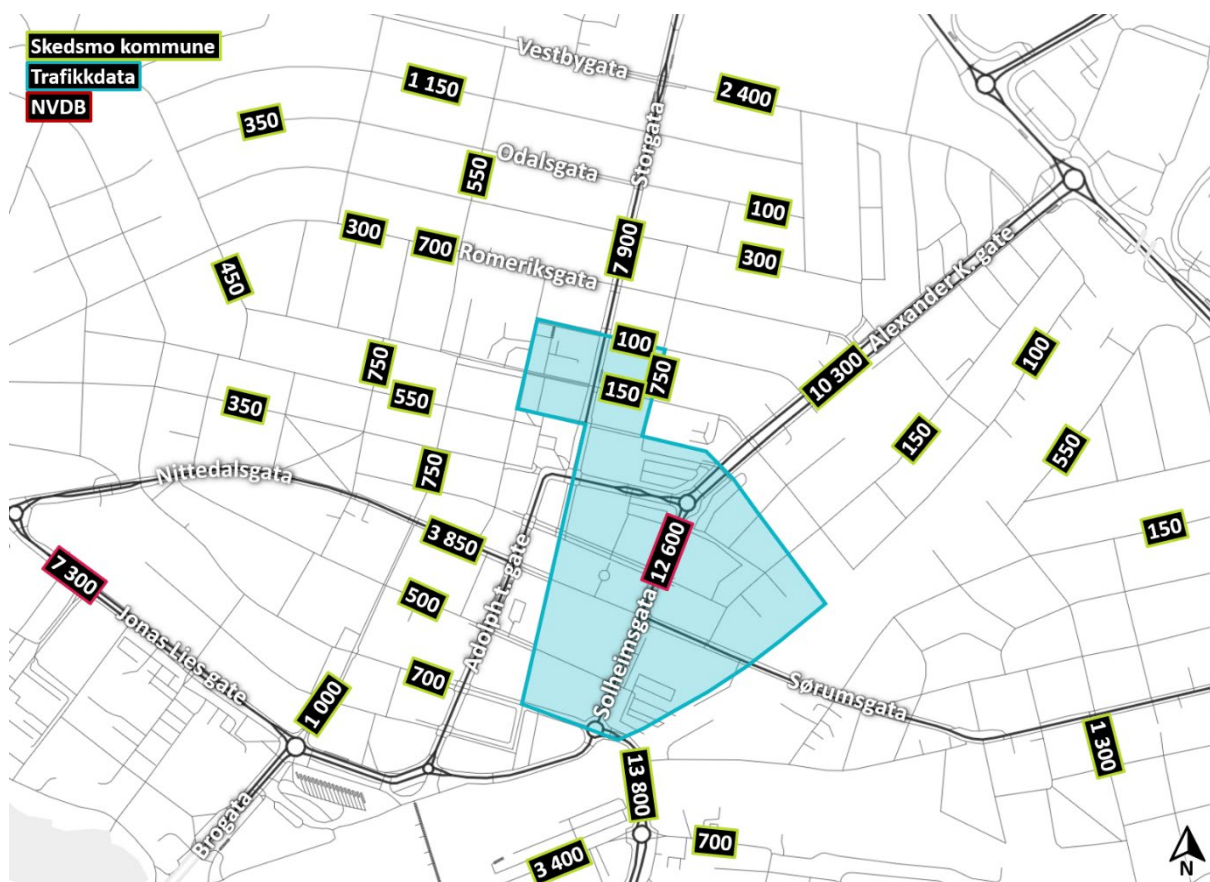 Skedsmo kommune
Trafikkdata
NVDB
Vestbygata
1 150
2 400
350
Storgata
Odalsgata
550
100
300
700
Romeriksgata
7 900
300
450
Alexander K. gate
100
750
150
750
10 300
100
550
350
150
550
Nittedalsgata
750
3 850
12 600
150
7 300
500
Jonas Lies gate
Adolph t. gate
Solheimsgata
700
1 000
Sørumsgata
1 300
13 800
Brogata
3 400
700
N